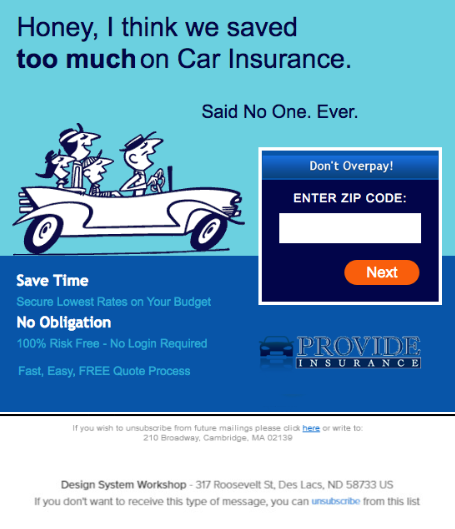 Honey, I think we saved
too much on Car Insurance.
Said No One. Ever.
Don't Overpay!
ENTER ZIP CODE:
Next
Save Time
Secure Lowest Rates on Your Budget
No Obligation
100% Risk Free - No Login Required
Fast, Easy, FREE Quote Process
PROVIDE
INSURANCE
If you wish to unsubscribe from future mailings please click here or write to:
210 Broadway, Cambridge, MA 02139
Design System Workshop - 317 Roosevelt St, Des Lacs, ND 58733 US
If you don't want to receive this type of message, you can unsubscribe from this list